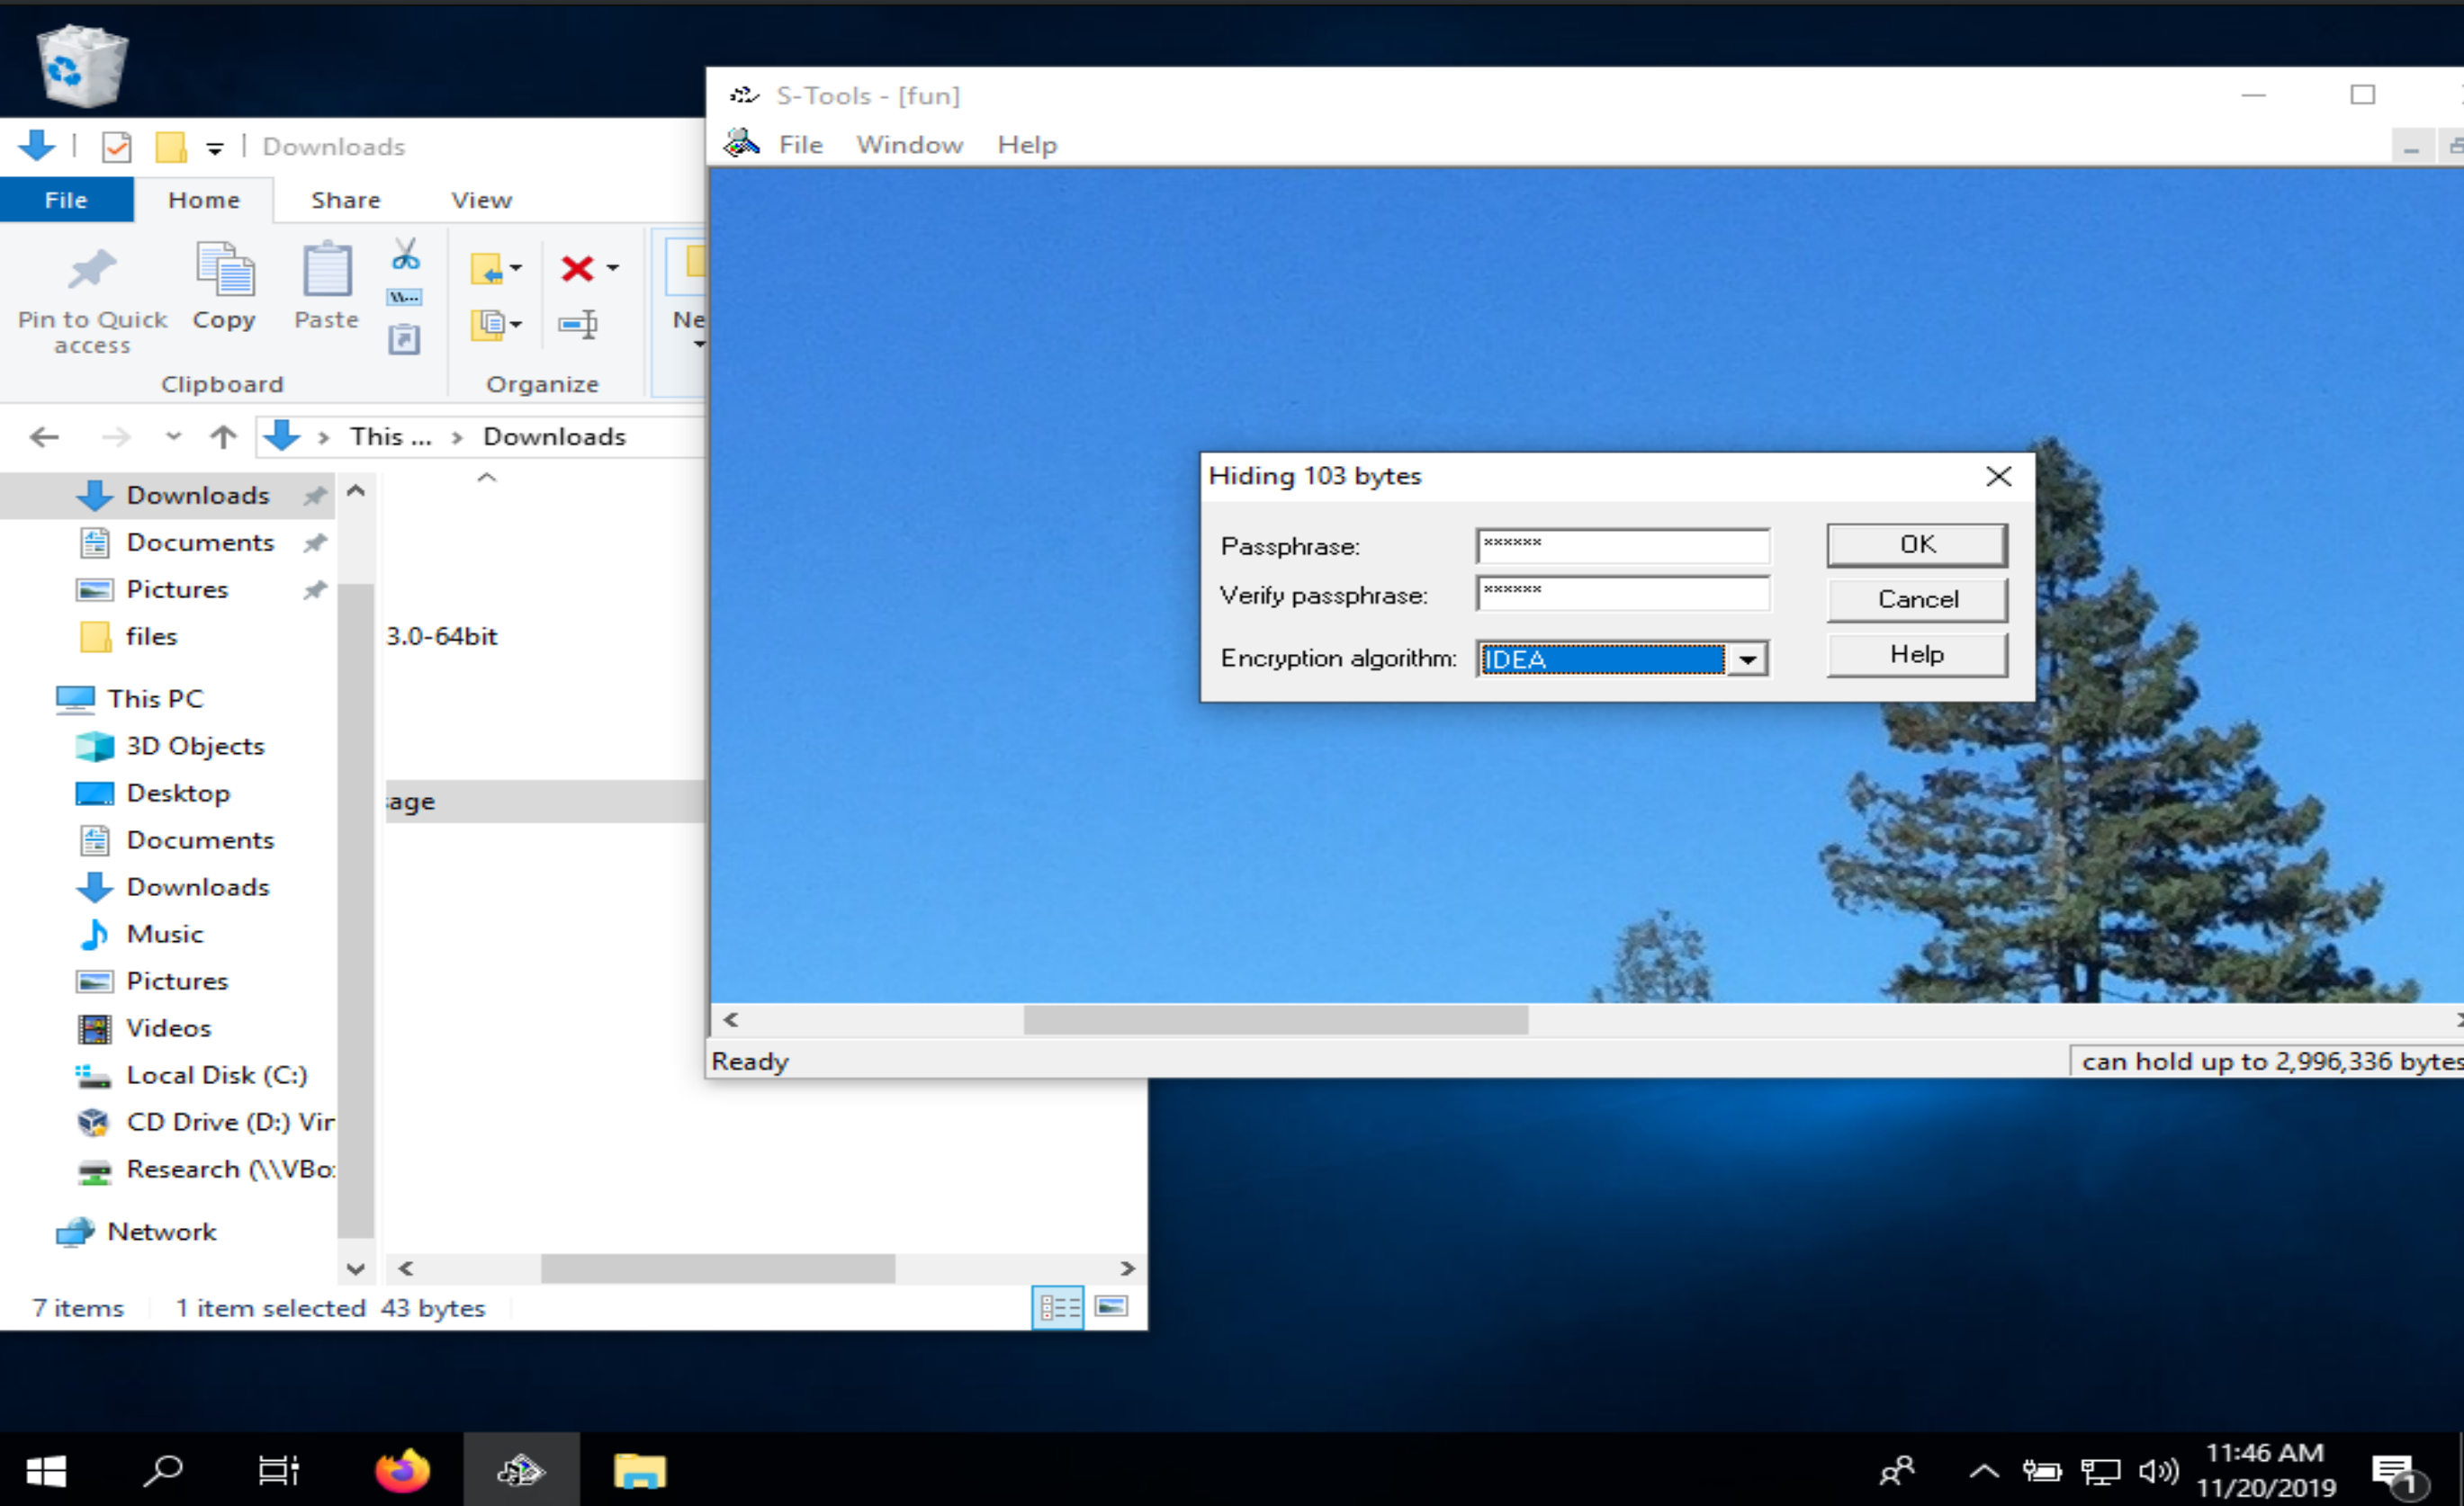 S-Tools - [fun]
File Window Help
Downloads
File Home Share View
Pin to Quick access
Copy
Paste
Ne
Clipboard
Organize
This ... Downloads
Downloads
Documents
Pictures
files
This PC
3D Objects
Desktop
Documents
Downloads
Music
Pictures
Videos
Local Disk (C:)
CD Drive (D:) Vir
Research (\\VBo
Network
3.0-64bit
age
7 items 1 item selected 43 bytes
Hiding 103 bytes
Passphrase: ******
Verify passphrase: ******
Encryption algorithm: IDEA
OK
Cancel
Help
Ready
can hold up to 2,996,336 bytes
11:46 AM
11/20/2019
1